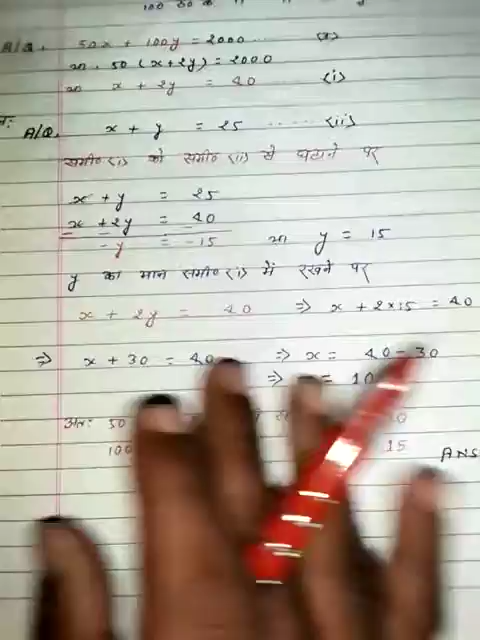 A/Q. 50x + 100y = 2000
या 50 (x+2y) = 2000
या x + 2y = 40 (i)
A/Q. x + y = 25 ..... (ii)
समी० (i) को समी० (ii) से घटाने पर
x + y = 25
x + 2y = 40
- - -
-y = -15 या y = 15
y का मान समी० (i) में रखने पर
x + 2y = 40 ⇒ x + 2×15 = 40
⇒ x + 30 = 40 ⇒ x = 40 - 30
⇒ = 10
अतः 50
100 15 ANS